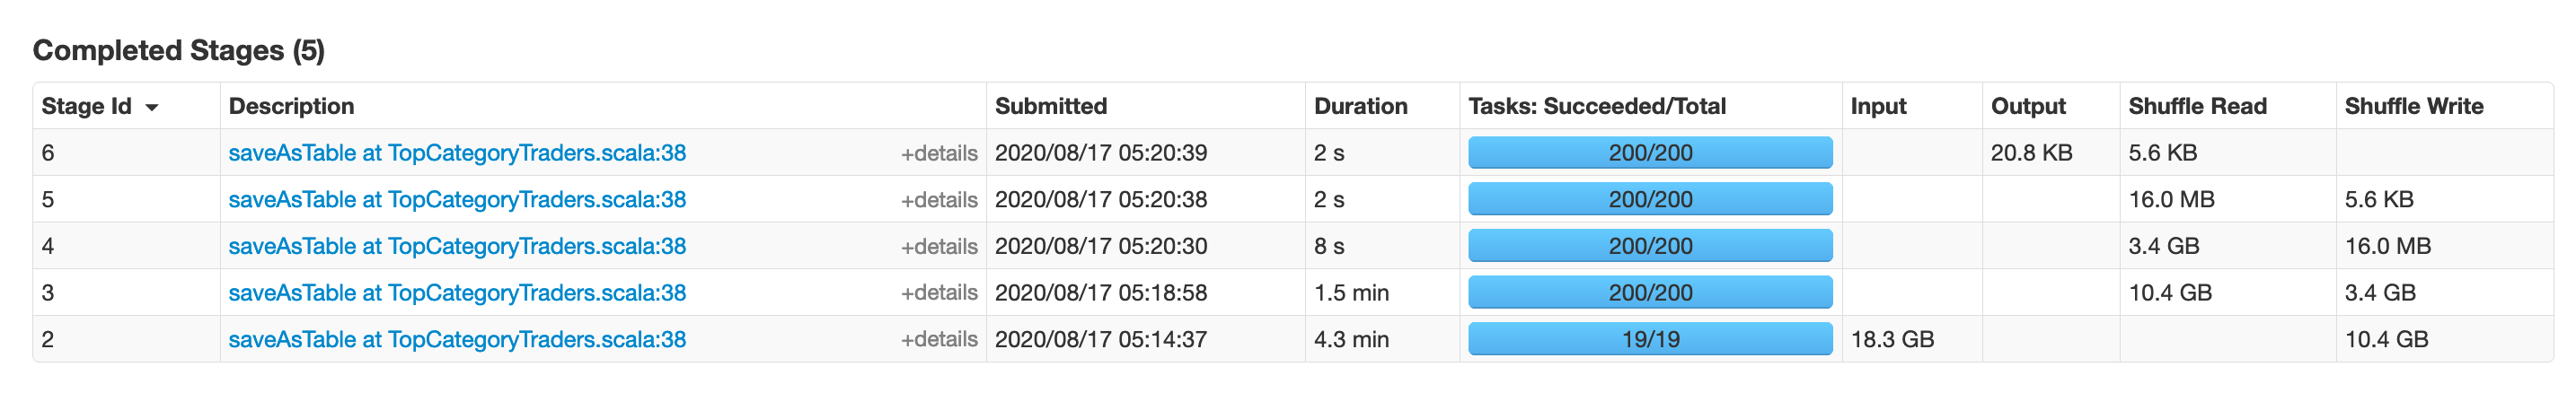 Completed Stages (5)
Stage Id Description Submitted Duration Tasks: Succeeded/Total Input Output Shuffle Read Shuffle Write
6 saveAsTable at TopCategoryTraders.scala:38 +details 2020/08/17 05:20:39 2 s 200/200 20.8 KB 5.6 KB
5 saveAsTable at TopCategoryTraders.scala:38 +details 2020/08/17 05:20:38 2 s 200/200 16.0 MB 5.6 KB
4 saveAsTable at TopCategoryTraders.scala:38 +details 2020/08/17 05:20:30 8 s 200/200 3.4 GB 16.0 MB
3 saveAsTable at TopCategoryTraders.scala:38 +details 2020/08/17 05:18:58 1.5 min 200/200 10.4 GB 3.4 GB
2 saveAsTable at TopCategoryTraders.scala:38 +details 2020/08/17 05:14:37 4.3 min 19/19 18.3 GB 10.4 GB